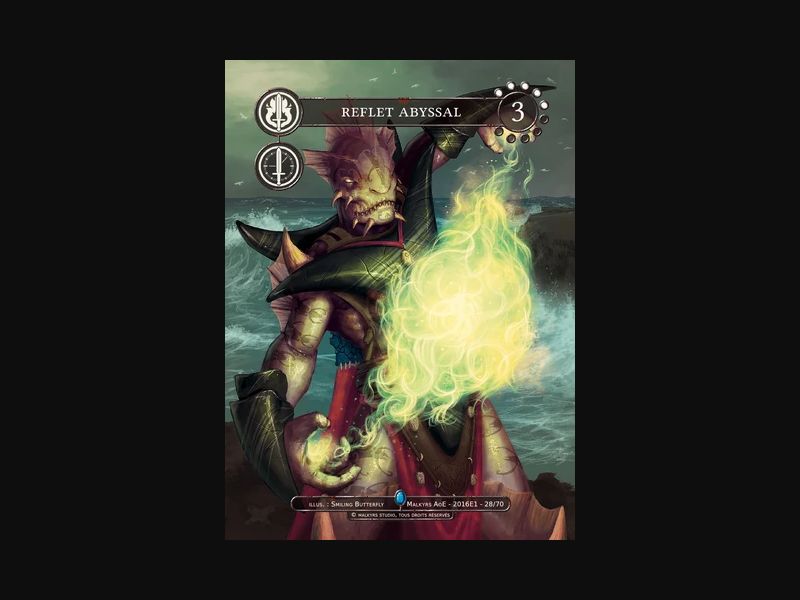 REFLET ABYSSAL
3
ILLUS. : SMILING BUTTERFLY MALKYRS AOE - 2016E1 - 28/70
© MALKYRS STUDIO, TOUS DROITS RÉSERVÉS